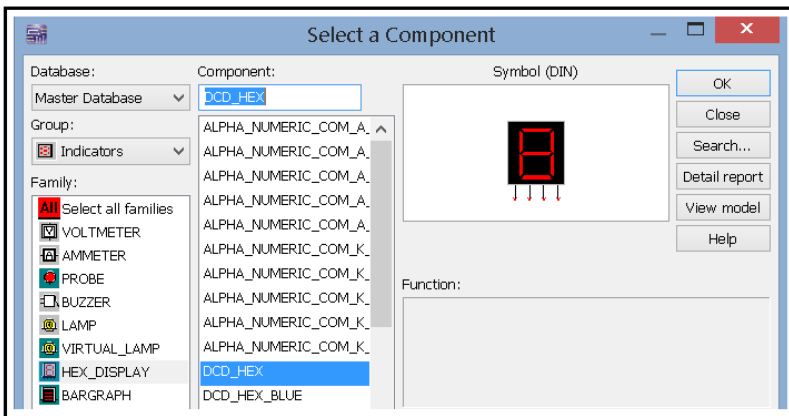 Select a Component
Database:
Master Database
Group:
Indicators
Family:
All Select all families
VOLTMETER
A AMMETER
PROBE
BUZZER
LAMP
VIRTUAL_LAMP
HEX_DISPLAY
BARGRAPH
Component:
DCD_HEX
ALPHA_NUMERIC_COM_A_
ALPHA_NUMERIC_COM_A_
ALPHA_NUMERIC_COM_A_
ALPHA_NUMERIC_COM_A_
ALPHA_NUMERIC_COM_A_
ALPHA_NUMERIC_COM_K_
ALPHA_NUMERIC_COM_K_
ALPHA_NUMERIC_COM_K_
ALPHA_NUMERIC_COM_K_
ALPHA_NUMERIC_COM_K_
DCD_HEX
DCD_HEX_BLUE
Symbol (DIN)
8
Function:
OK
Close
Search...
Detail report
View model
Help